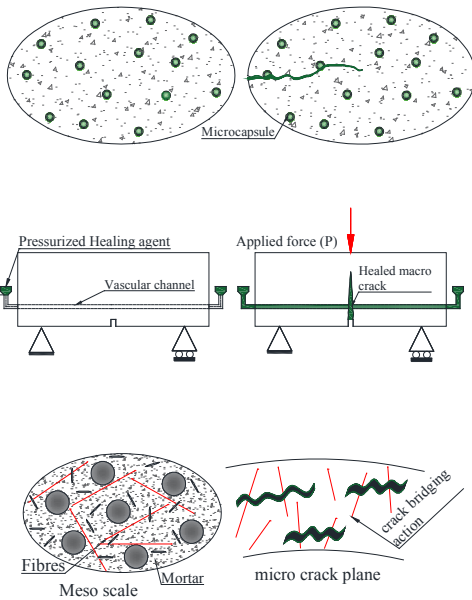 Microcapsule
Pressurized Healing agent
Applied force (P)
Vascular channel
Healed macro
crack
Fibres
Mortar
Meso scale
crack bridging
action
micro crack plane